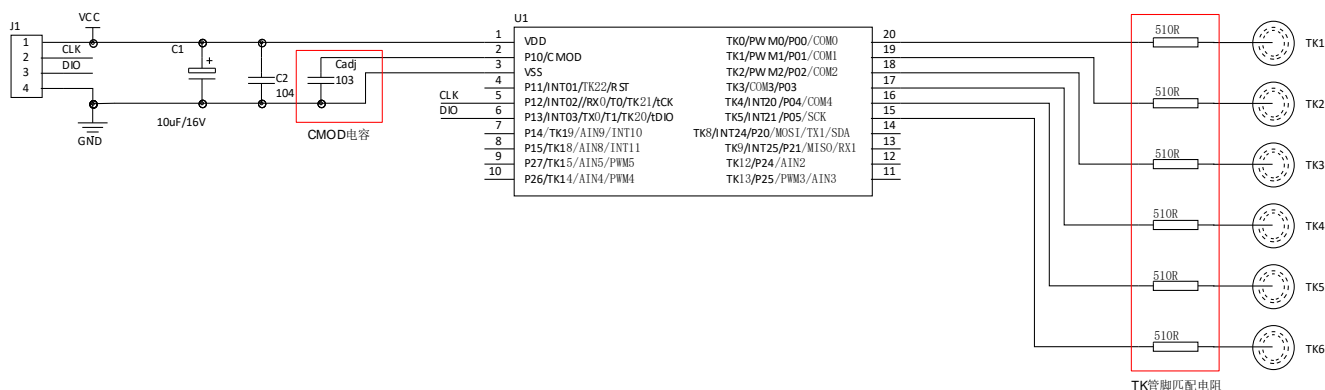 J1
VCC
1
2
3
4
CLK
DIO
GND
C1
10uF/16V
C2
104
Cadj
103
CMOD电容
CLK
DIO
U1
1 VDD
2 P10/CMOD
3 VSS
4 P11/INT01/TK22/RST
5 P12/INT02//RX0/T0/TK21/tCK
6 P13/INT03/TX0/T1/TK20/tDIO
7 P14/TK19/AIN9/INT10
8 P15/TK18/AIN8/INT11
9 P27/TK15/AIN5/PWM5
10 P26/TK14/AIN4/PWM4
TK0/PWM0/P00/COM0 20
TK1/PWM1/P01/COM1 19
TK2/PWM2/P02/COM2 18
TK3/COM3/P03 17
TK4/INT20/P04/COM4 16
TK5/INT21/P05/SCK 15
TK8/INT24/P20/MOSI/TX1/SDA 14
TK9/INT25/P21/MISO/RX1 13
TK12/P24/AIN2 12
TK13/P25/PWM3/AIN3 11
510R
TK1
510R
TK2
510R
TK3
510R
TK4
510R
TK5
510R
TK6
TK管脚匹配电阻